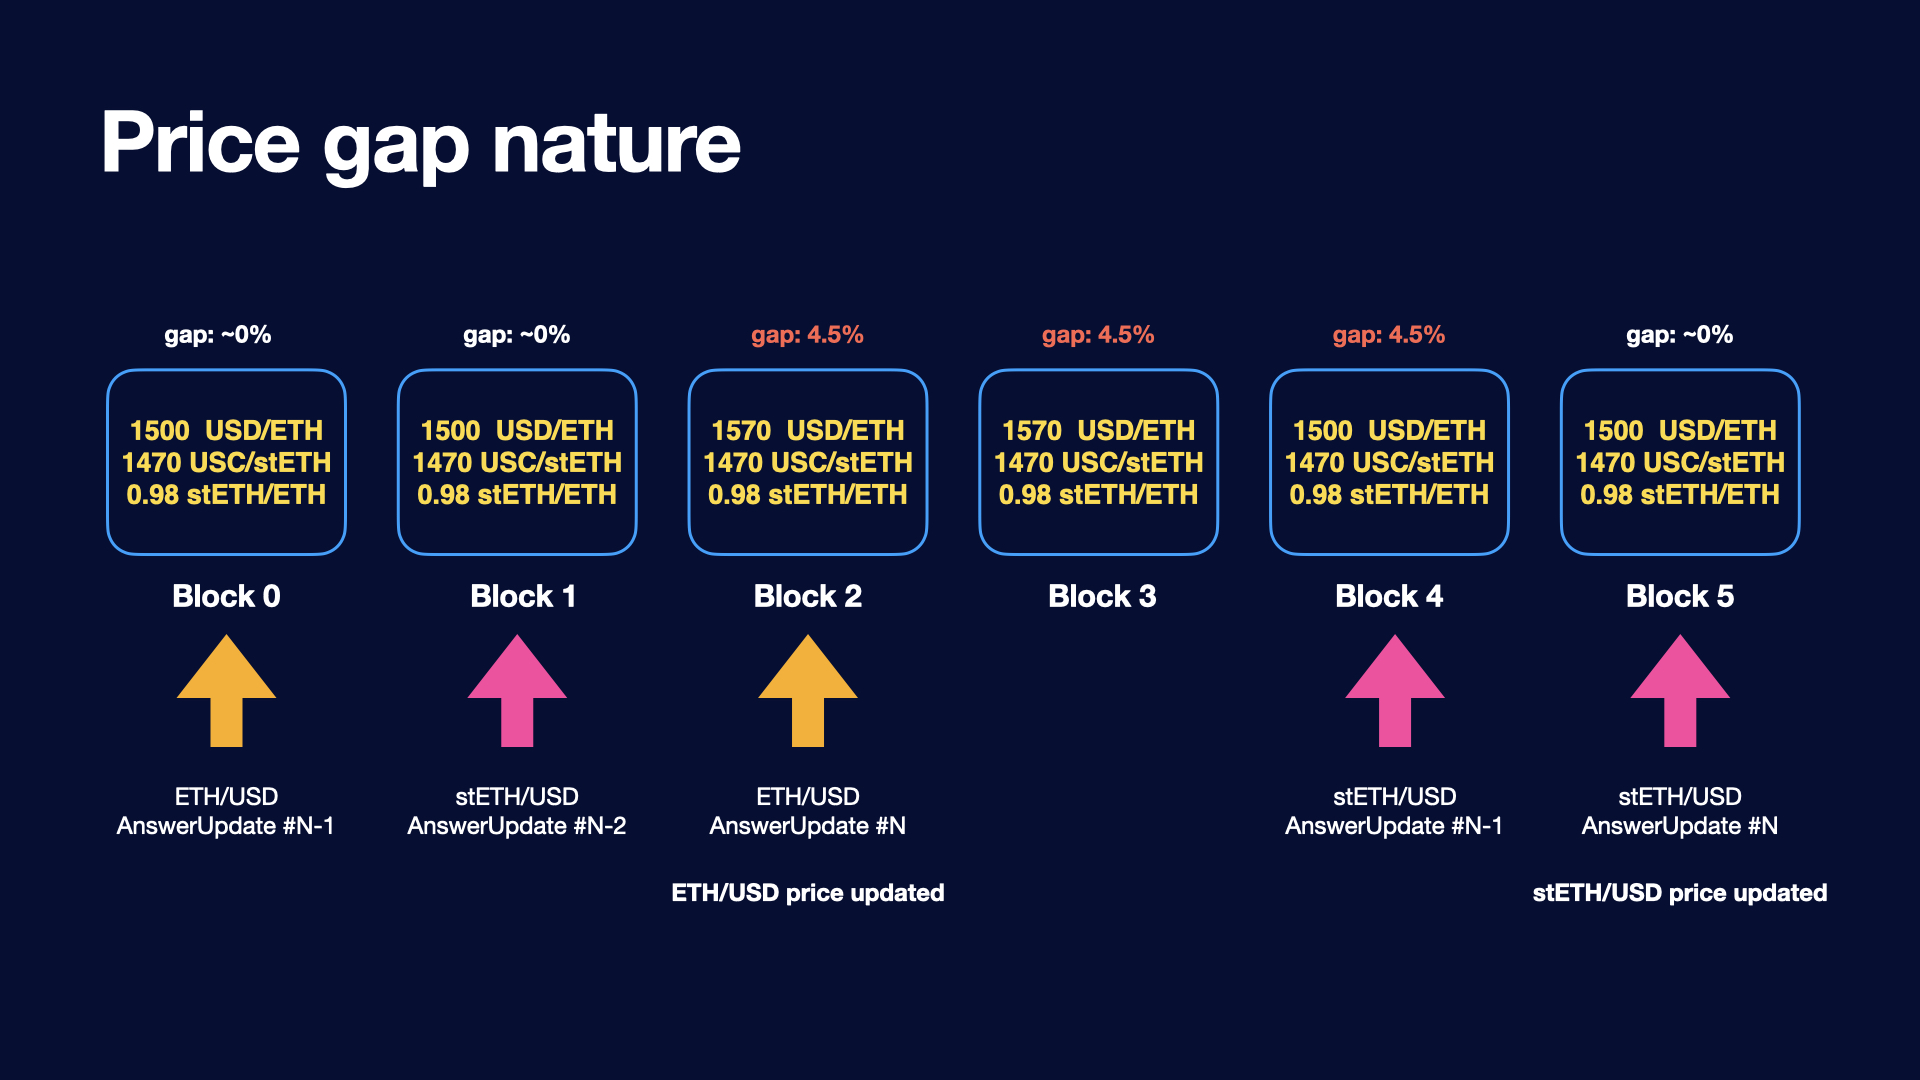 Price gap nature
gap: ~0%
1500  USD/ETH
1470 USC/stETH
0.98 stETH/ETH
Block 0
ETH/USD
AnswerUpdate #N-1
gap: ~0%
1500  USD/ETH
1470 USC/stETH
0.98 stETH/ETH
Block 1
stETH/USD
AnswerUpdate #N-2
gap: 4.5%
1570  USD/ETH
1470 USC/stETH
0.98 stETH/ETH
Block 2
ETH/USD
AnswerUpdate #N
ETH/USD price updated
gap: 4.5%
1570  USD/ETH
1470 USC/stETH
0.98 stETH/ETH
Block 3
gap: 4.5%
1500  USD/ETH
1470 USC/stETH
0.98 stETH/ETH
Block 4
stETH/USD
AnswerUpdate #N-1
gap: ~0%
1500  USD/ETH
1470 USC/stETH
0.98 stETH/ETH
Block 5
stETH/USD
AnswerUpdate #N
stETH/USD price updated